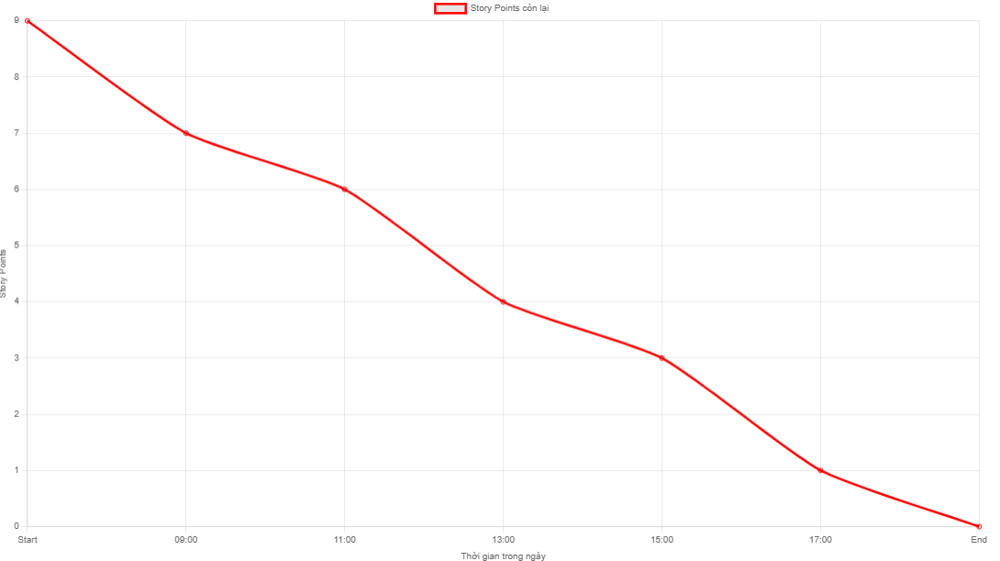 Story Points còn lại
9
8
7
6
5
4
3
2
1
0
Story Points
Start 09:00 11:00 13:00 15:00 17:00 End
Thời gian trong ngày